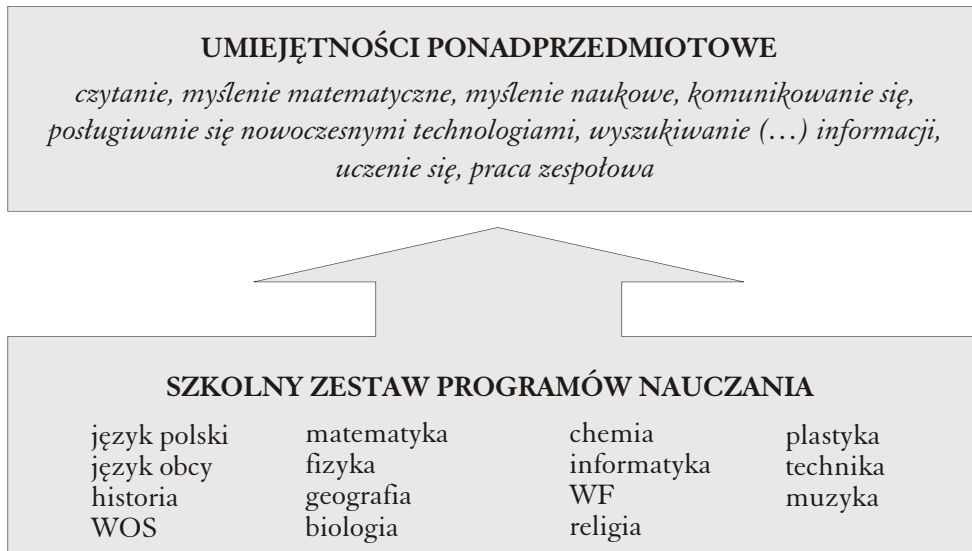 UMIEJĘTNOŚCI PONADPRZEDMIOTOWE
czytanie, myślenie matematyczne, myślenie naukowe, komunikowanie się,
posługiwanie się nowoczesnymi technologiami, wyszukiwanie (…) informacji,
uczenie się, praca zespołowa
SZKOLNY ZESTAW PROGRAMÓW NAUCZANIA
język polski
język obcy
historia
WOS
matematyka
fizyka
geografia
biologia
chemia
informatyka
WF
religia
plastyka
technika
muzyka